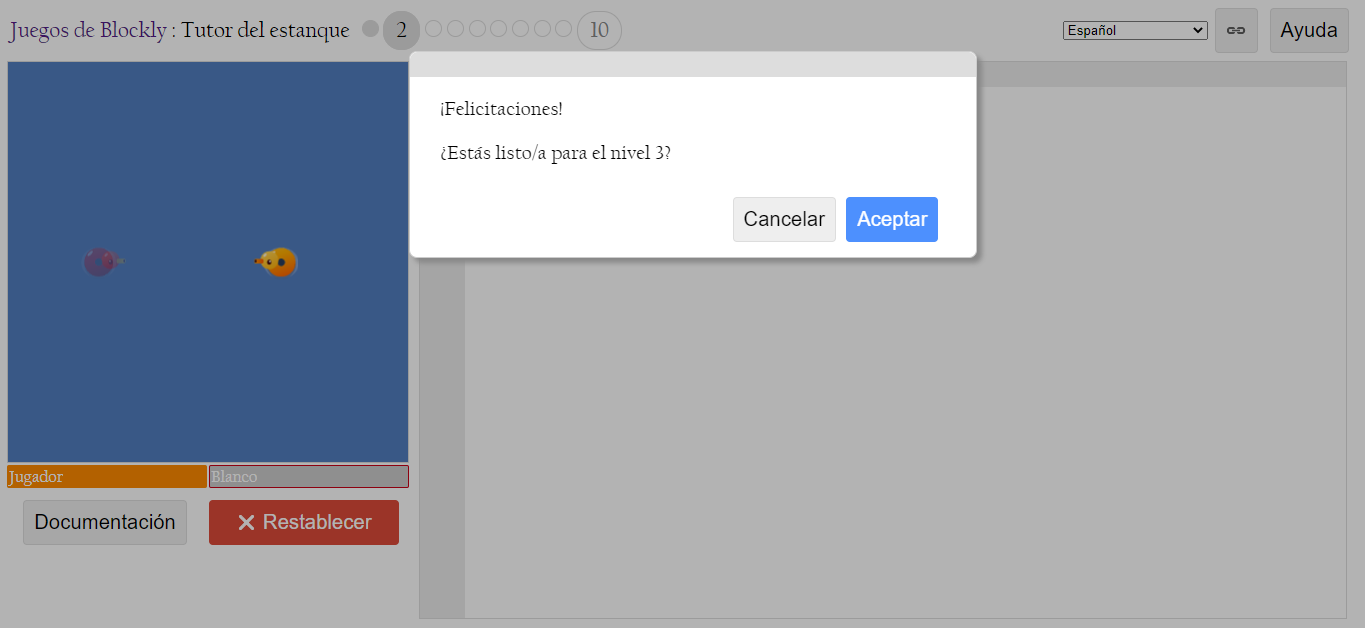 Juegos de Blockly : Tutor del estanque 2 10 Español Ayuda
¡Felicitaciones!
¿Estás listo/a para el nivel 3?
Cancelar Aceptar
Jugador Blanco
Documentación Restablecer